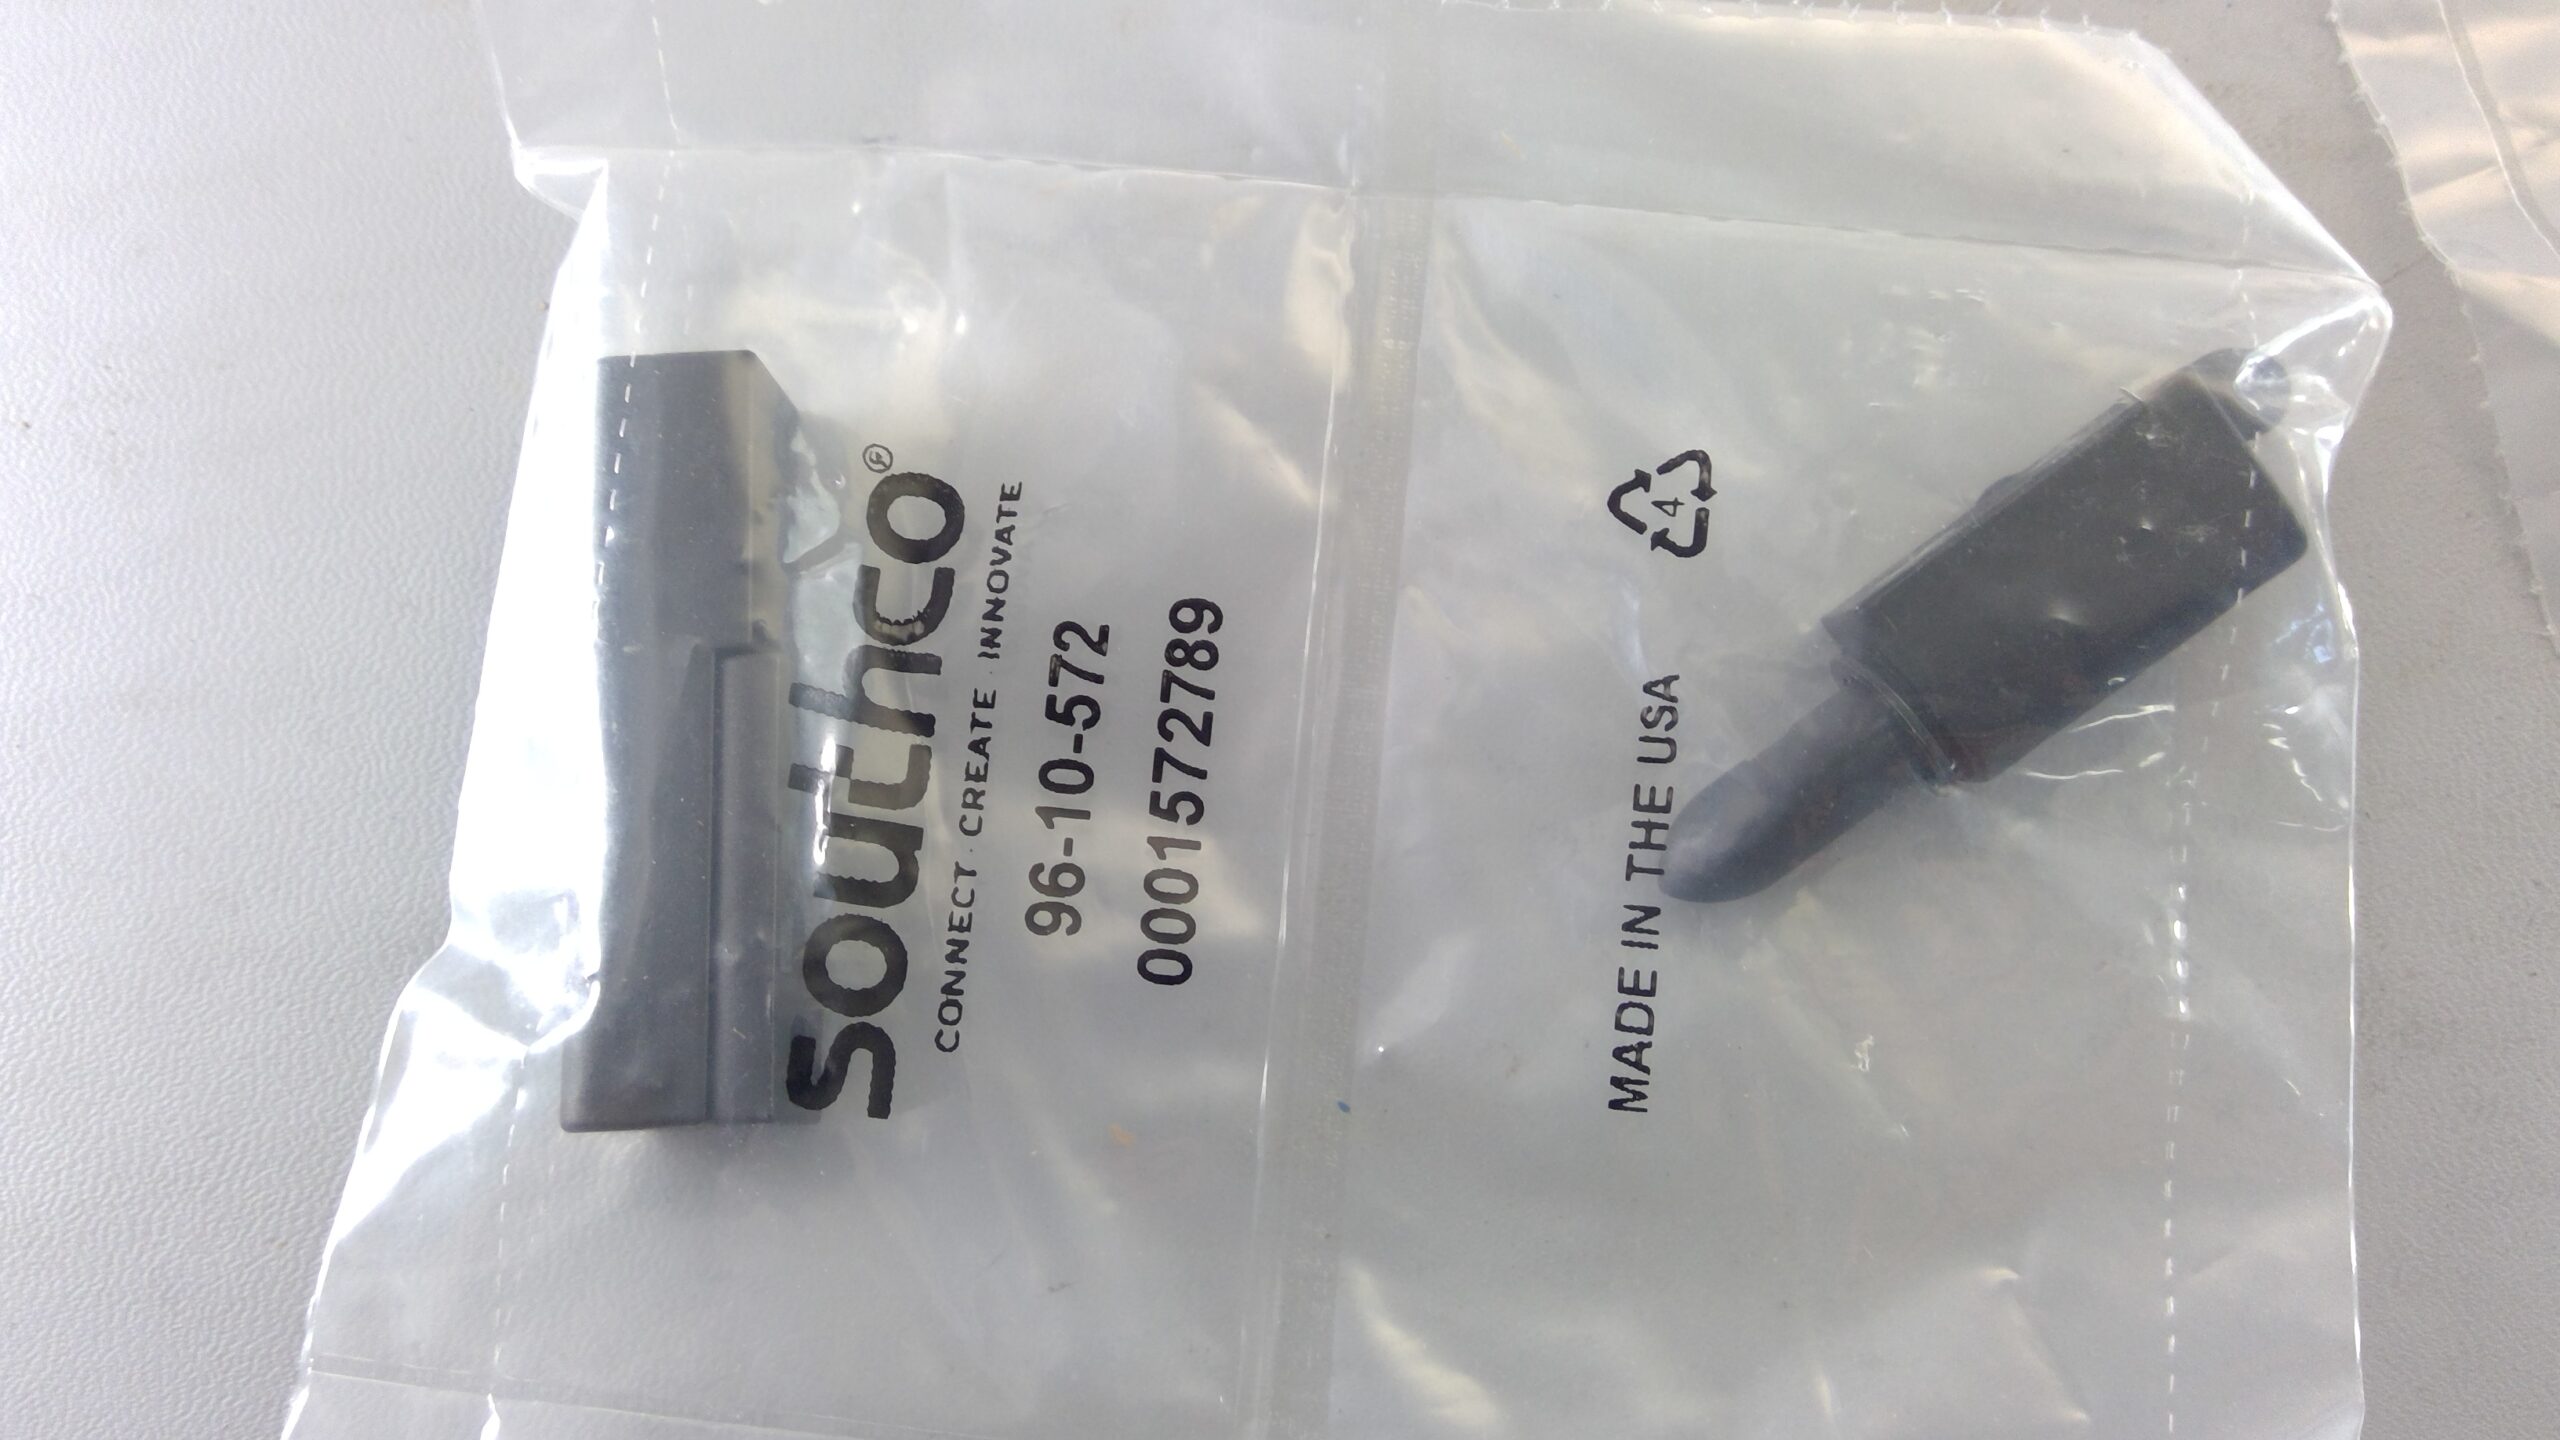 southco®
CONNECT · CREATE · INNOVATE
96-10-572
0001572789
4
MADE IN THE USA